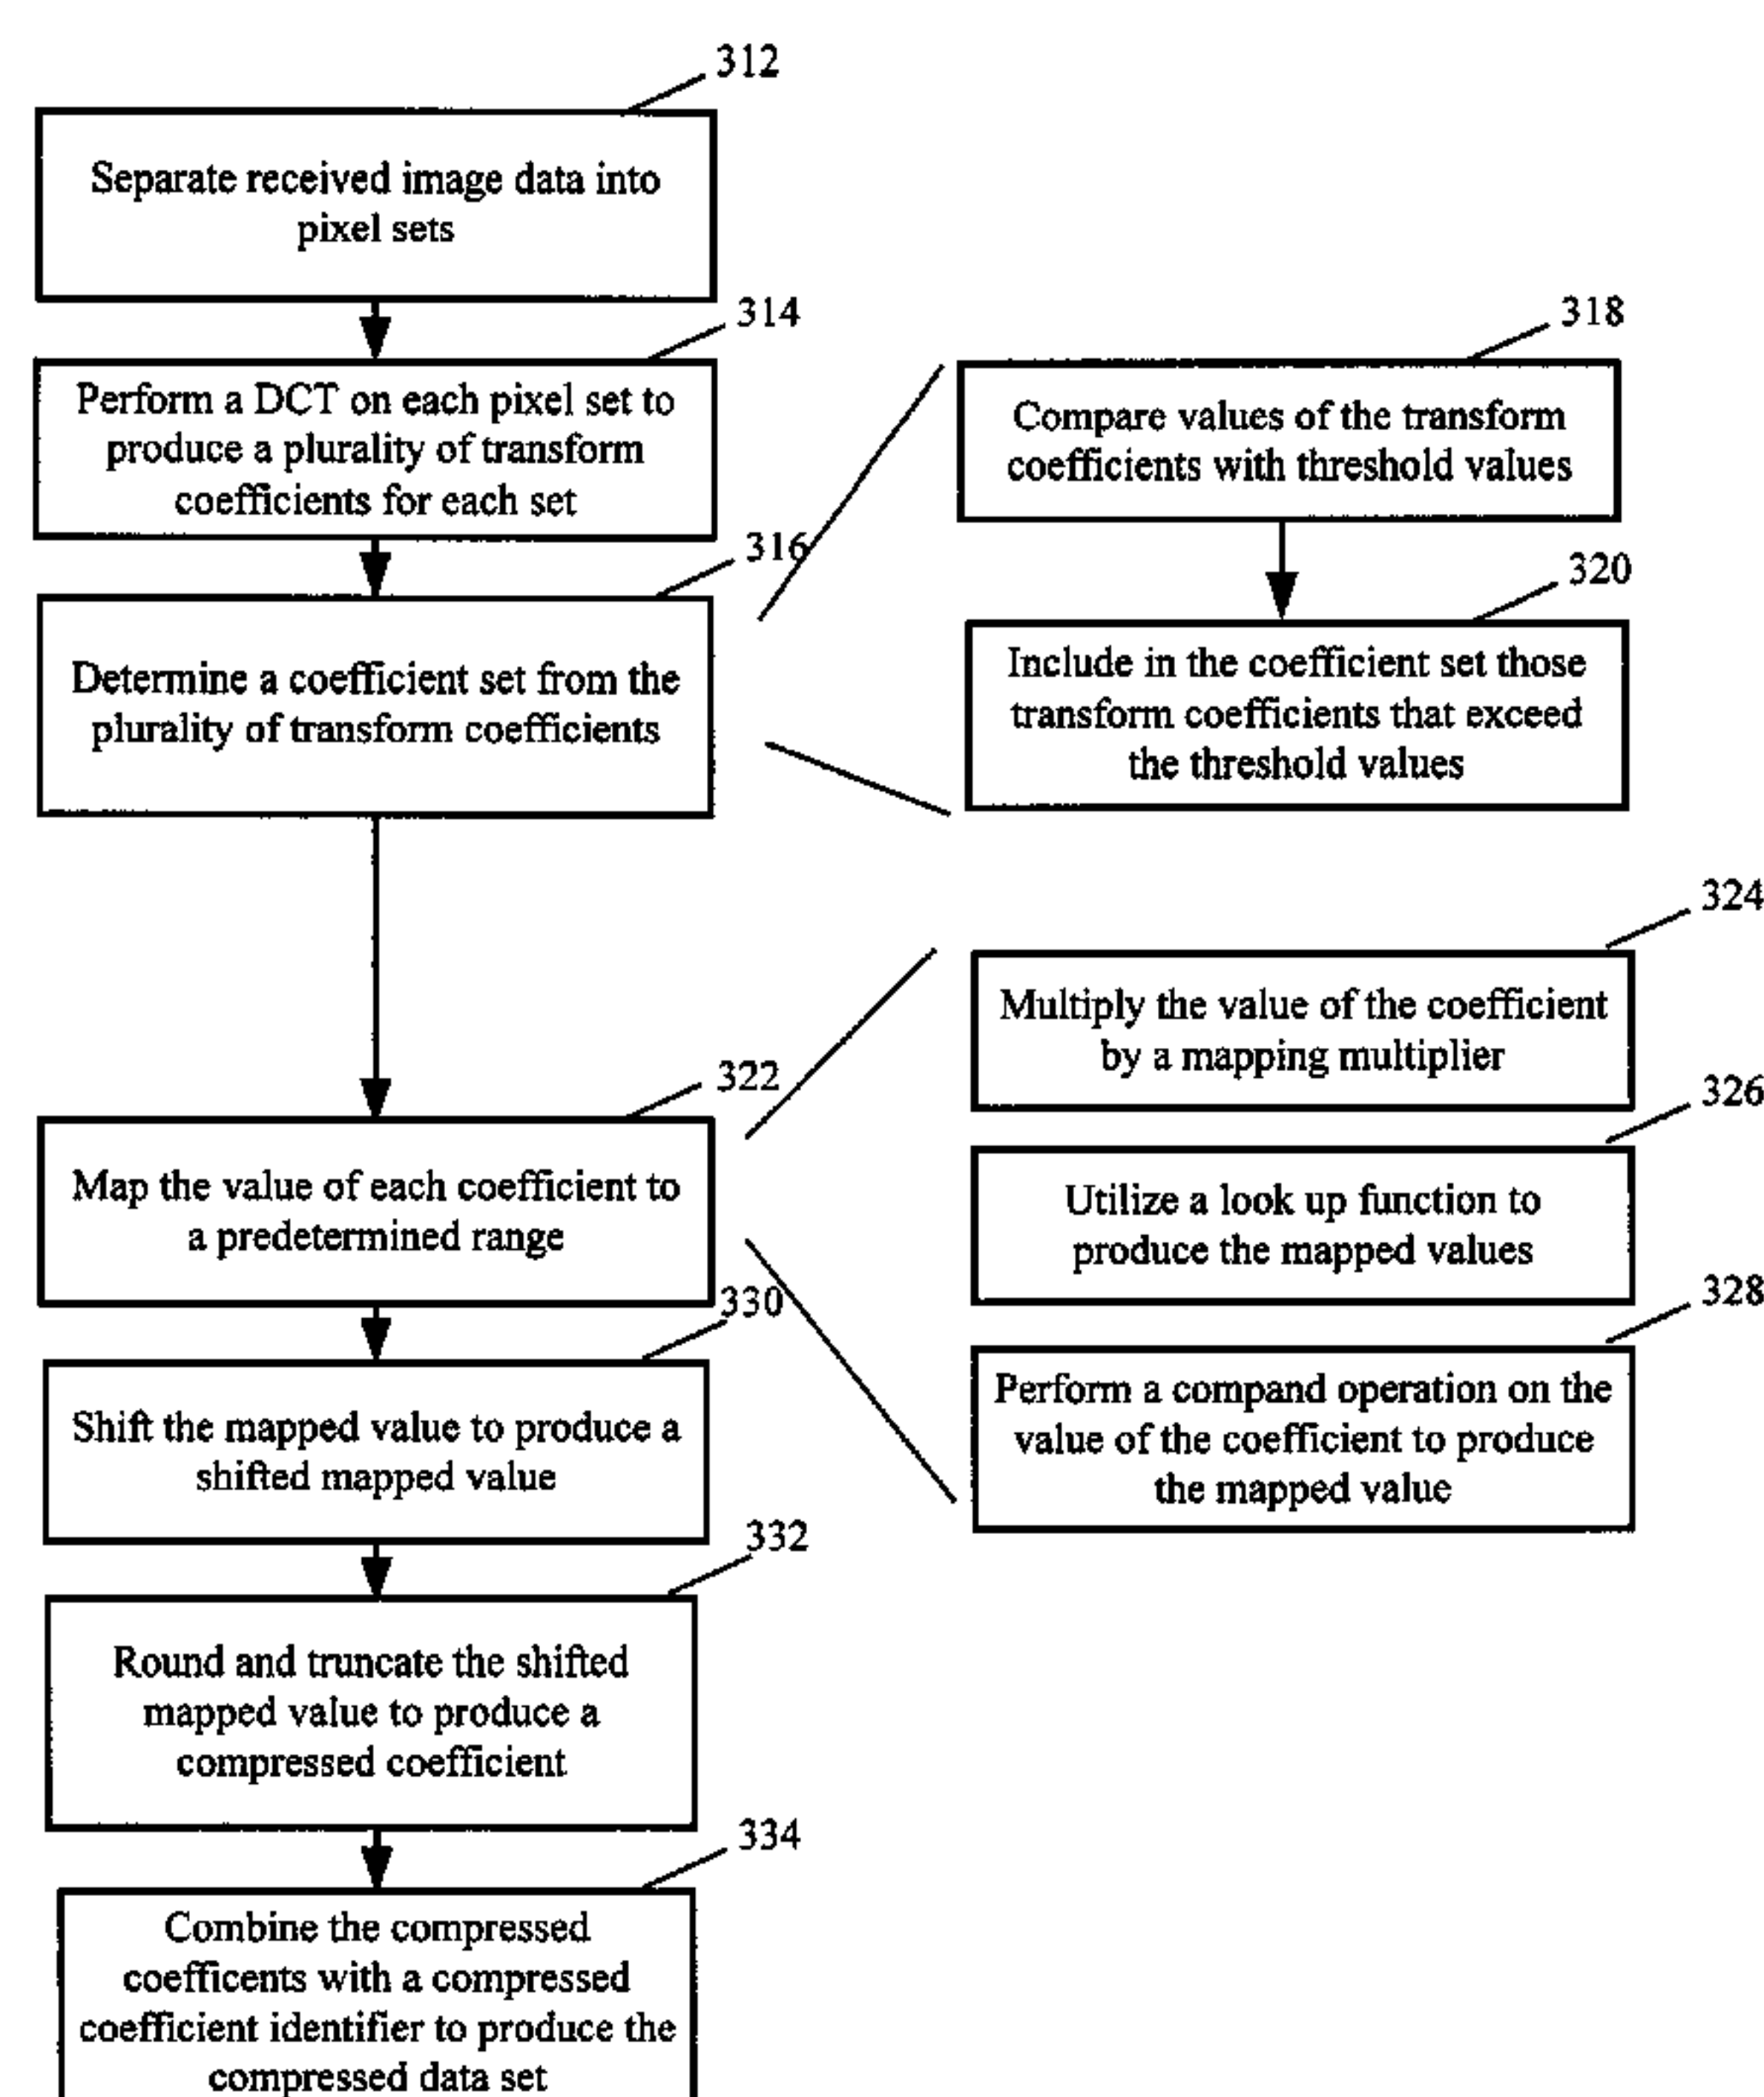 312
Separate received image data into
pixel sets
314
Perform a DCT on each pixel set to
produce a plurality of transform
coefficients for each set
316
Determine a coefficient set from the
plurality of transform coefficients
318
Compare values of the transform
coefficients with threshold values
320
Include in the coefficient set those
transform coefficients that exceed
the threshold values
322
Map the value of each coefficient to
a predetermined range
324
Multiply the value of the coefficient
by a mapping multiplier
326
Utilize a look up function to
produce the mapped values
328
Perform a compand operation on the
value of the coefficient to produce
the mapped value
330
Shift the mapped value to produce a
shifted mapped value
332
Round and truncate the shifted
mapped value to produce a
compressed coefficient
334
Combine the compressed
coefficents with a compressed
coefficient identifier to produce the
compressed data set